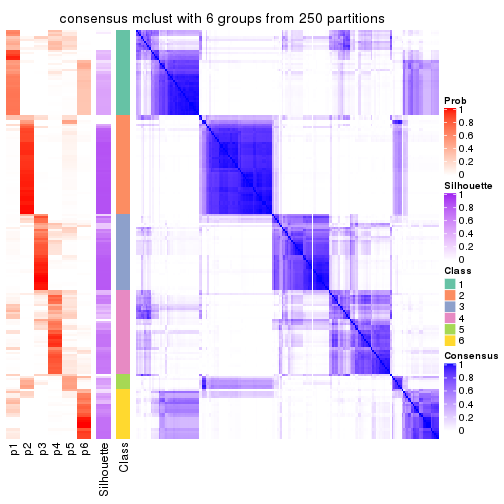 consensus mclust with 6 groups from 250 partitions
Prob
1
0.8
0.6
0.4
0.2
0
Silhouette
1
0.8
0.6
0.4
0.2
0
Class
1
2
3
4
5
6
Consensus
1
0.8
0.6
0.4
0.2
0
p1
p2
p3
p4
p5
p6
Silhouette
Class